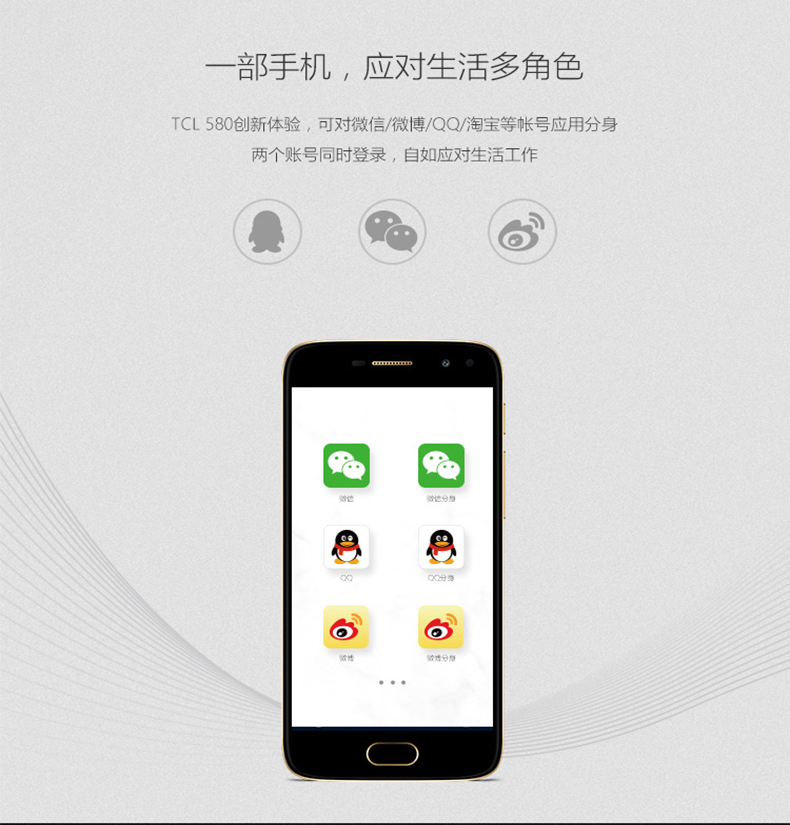 一部手机，应对生活多角色
TCL 580创新体验，可对微信/微博/QQ/淘宝等帐号应用分身
两个账号同时登录，自如应对生活工作
微信 微信分身
QQ QQ分身
微博 微博分身